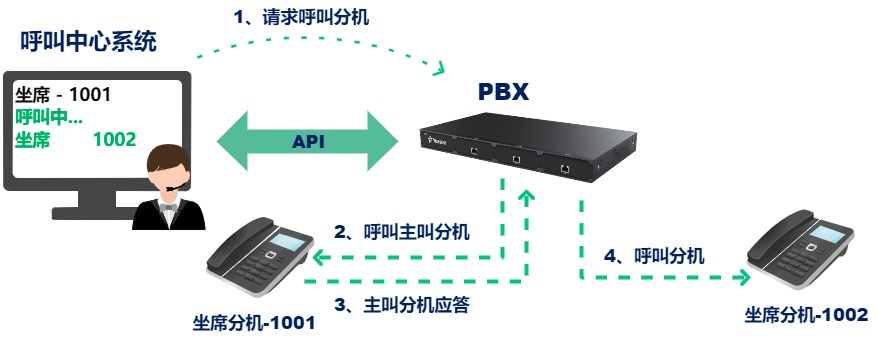 1、请求呼叫分机
呼叫中心系统
坐席 - 1001
呼叫中...
坐席 1002
PBX
API
2、呼叫主叫分机
3、主叫分机应答
4、呼叫分机
坐席分机-1001
坐席分机-1002